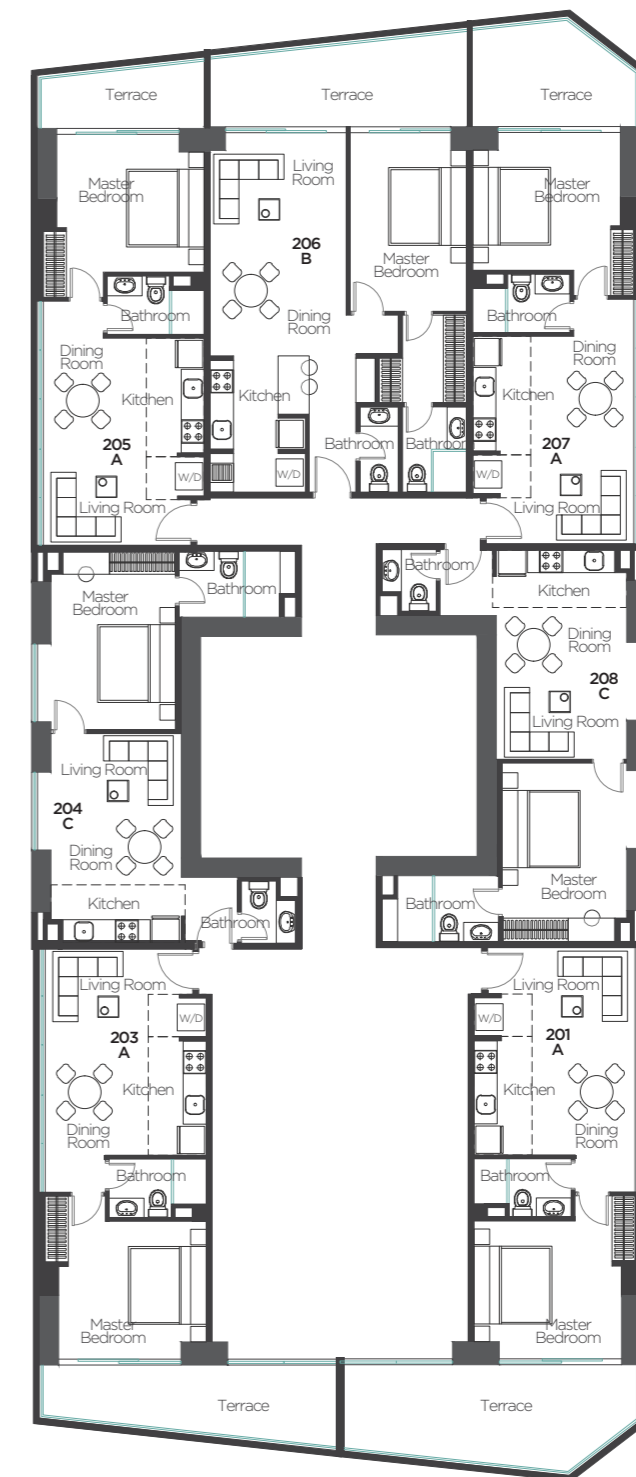 Terrace
Terrace
Terrace
Master
Bedroom
Living
Room
206
B
Master
Bedroom
Master
Bedroom
Bathroom
Dining
Room
Bathroom
Dining
Room
Kitchen
205
A
W/D
Living Room
Kitchen
W/D
Bathroom
Bathroom
Dining
Room
Kitchen
207
A
W/D
Living Room
Master
Bedroom
Bathroom
Bathroom
Kitchen
Dining
Room
208
C
Living Room
Living Room
204
C
Dining
Room
Kitchen
Bathroom
Master
Bedroom
Bathroom
Living Room
W/D
203
A
Kitchen
Dining
Room
Bathroom
Master
Bedroom
Living Room
W/D
201
A
Kitchen
Dining
Room
Bathroom
Master
Bedroom
Terrace
Terrace